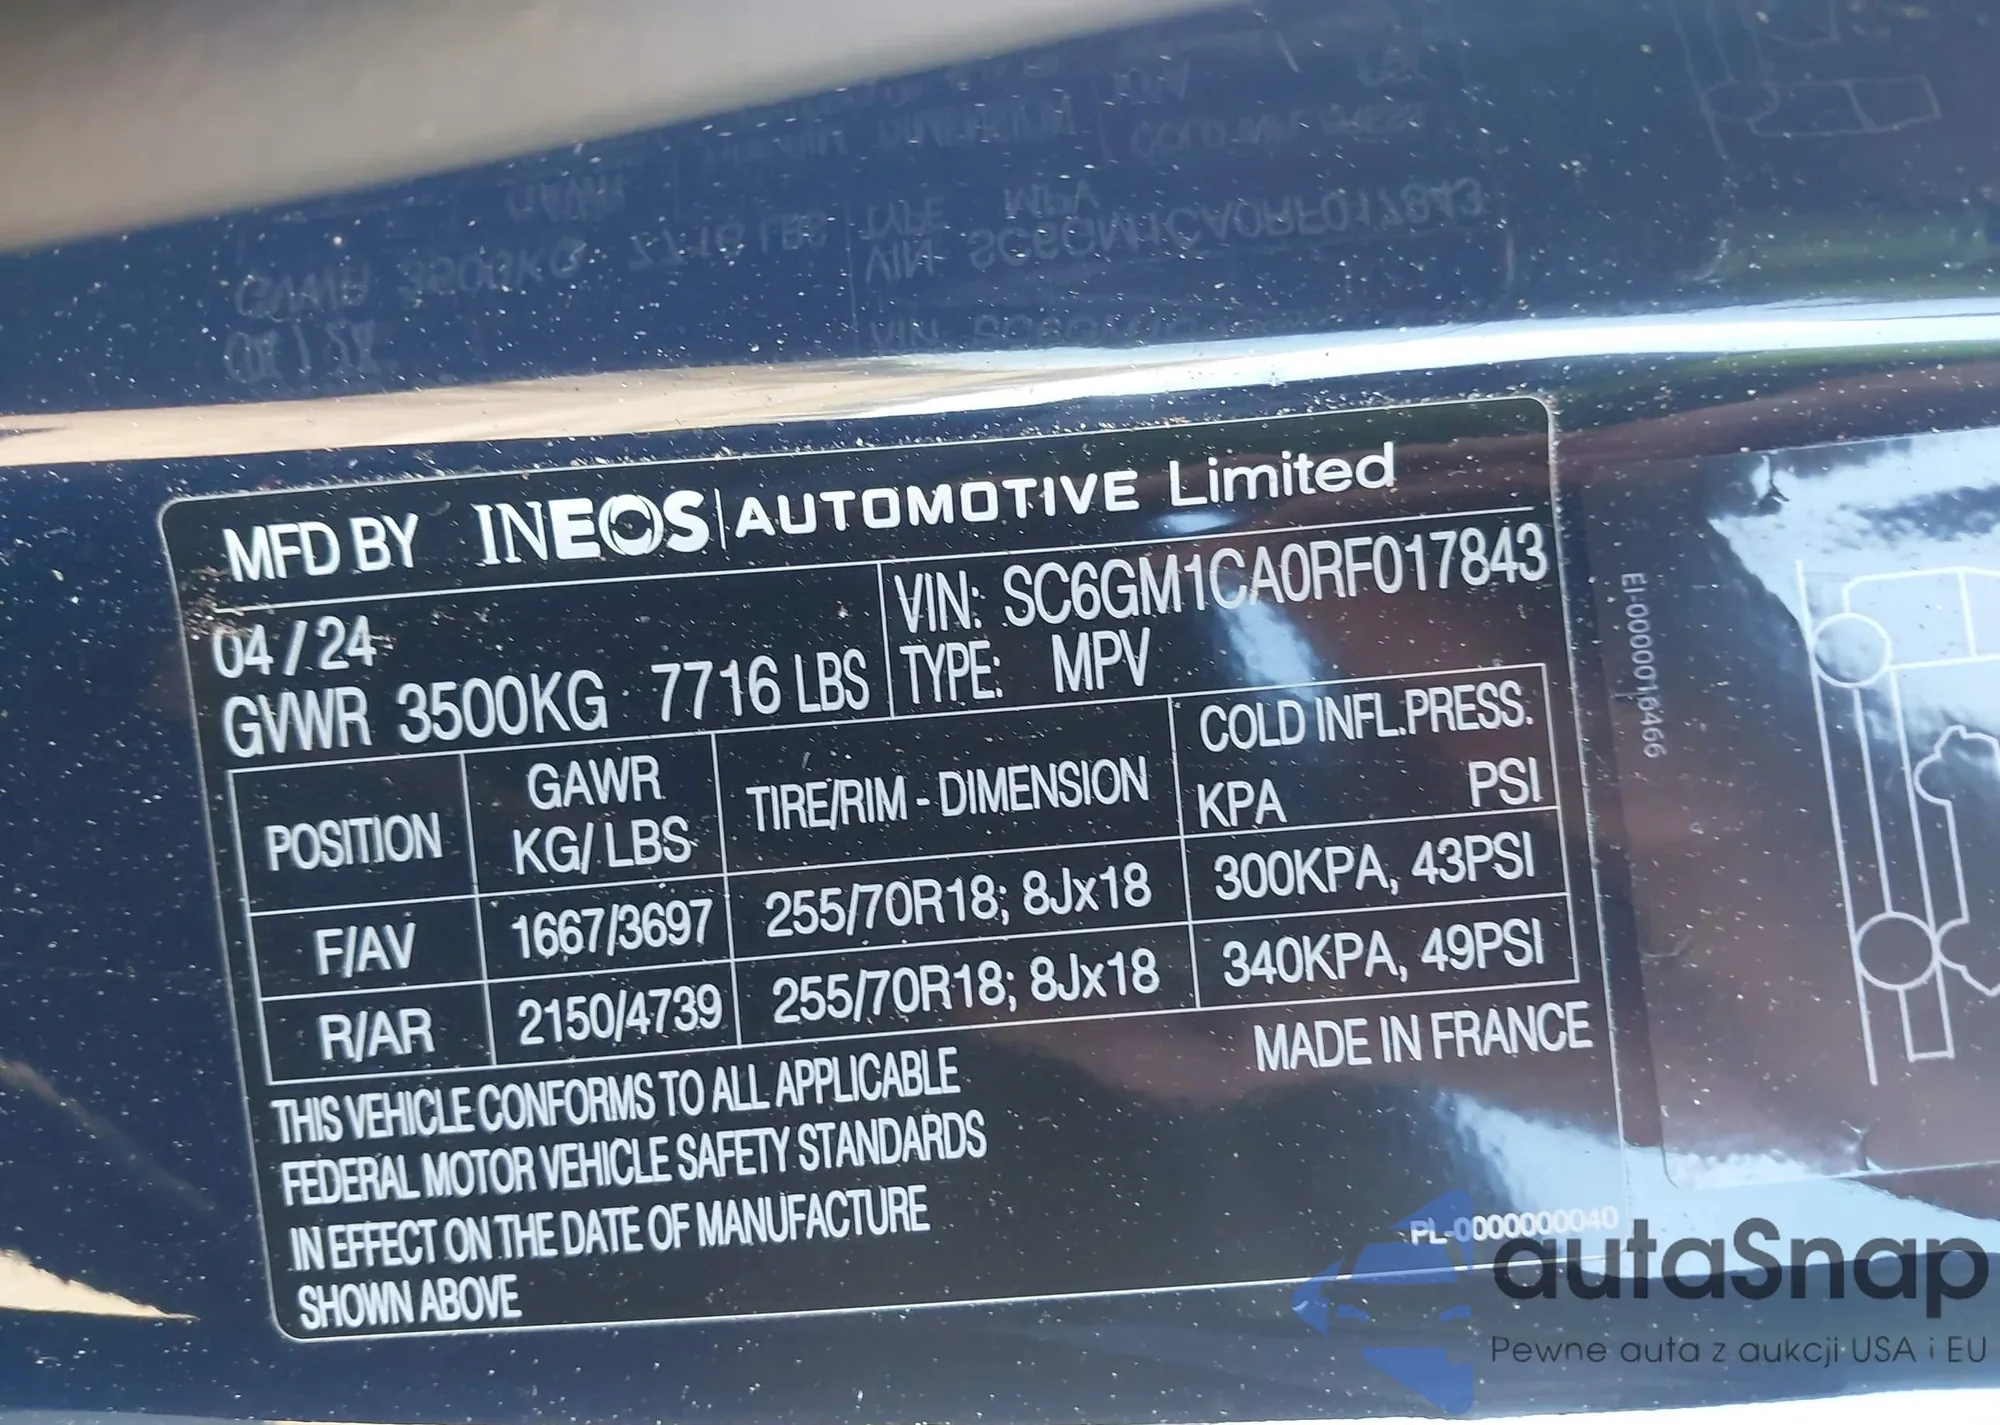 MFD BY INEOS | AUTOMOTIVE Limited
04/24
GVWR 3500KG 7716 LBS
VIN: SC6GM1CA0RF017843
TYPE: MPV
POSITION GAWR KG/LBS TIRE/RIM - DIMENSION COLD INFL.PRESS. KPA PSI
F/AV 1667/3697 255/70R18; 8Jx18 300KPA, 43PSI
R/AR 2150/4739 255/70R18; 8Jx18 340KPA, 49PSI
MADE IN FRANCE
THIS VEHICLE CONFORMS TO ALL APPLICABLE
FEDERAL MOTOR VEHICLE SAFETY STANDARDS
IN EFFECT ON THE DATE OF MANUFACTURE
SHOWN ABOVE
PL-0000000040
EI-000016466
autaSnap
Pewne auta z aukcji USA i EU